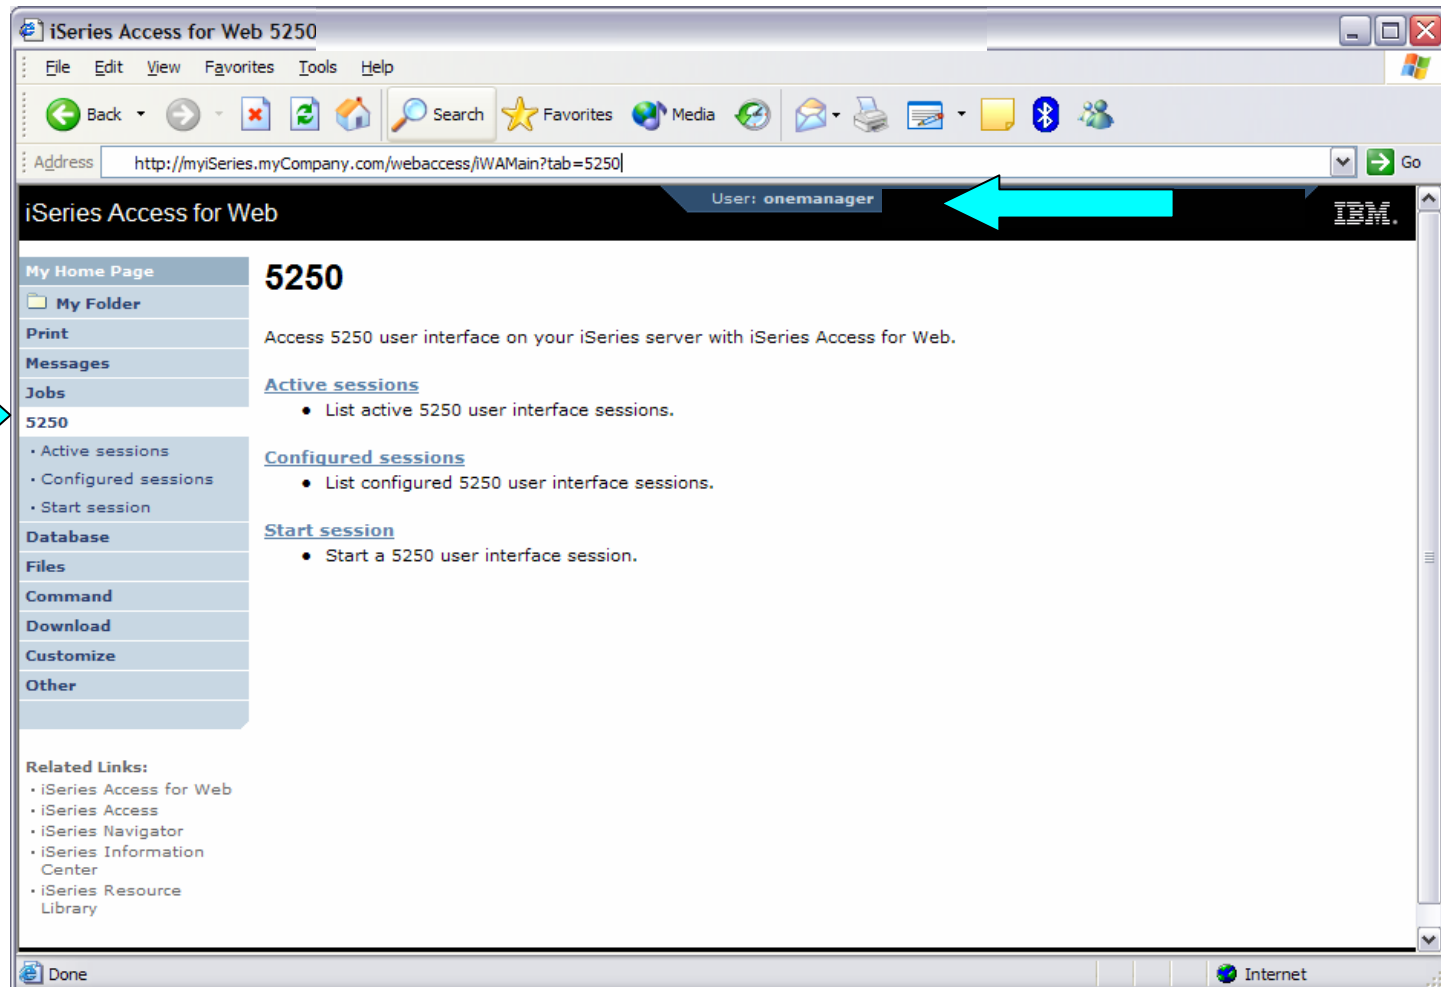 iSeries Access for Web 5250
File Edit View Favorites Tools Help
Back Search Favorites Media
Address http://myiSeries.myCompany.com/webaccess/iWAMain?tab=5250 Go
iSeries Access for Web User: onemanager IBM.
My Home Page
My Folder
Print
Messages
Jobs
5250
· Active sessions
· Configured sessions
· Start session
Database
Files
Command
Download
Customize
Other
Related Links:
· iSeries Access for Web
· iSeries Access
· iSeries Navigator
· iSeries Information
Center
· iSeries Resource
Library
5250
Access 5250 user interface on your iSeries server with iSeries Access for Web.
Active sessions
• List active 5250 user interface sessions.
Configured sessions
• List configured 5250 user interface sessions.
Start session
• Start a 5250 user interface session.
Done Internet